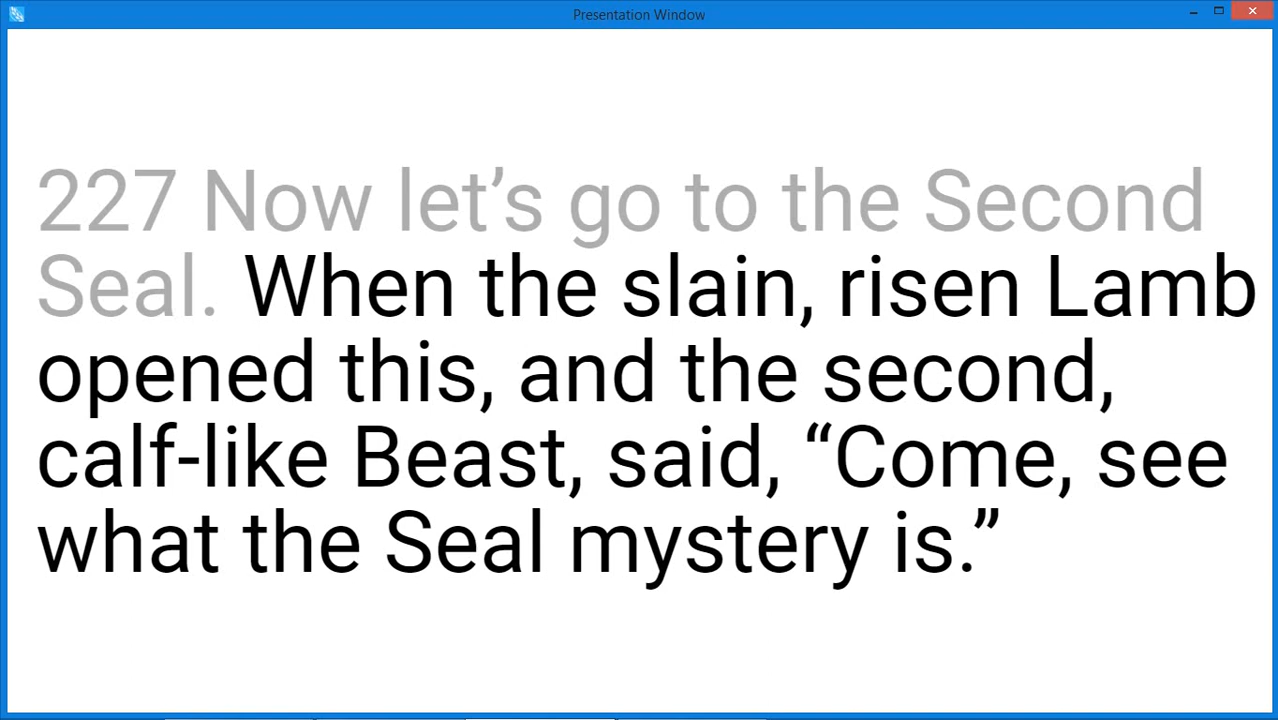 Presentation Window
227 Now let’s go to the Second
Seal. When the slain, risen Lamb
opened this, and the second,
calf-like Beast, said, “Come, see
what the Seal mystery is.”